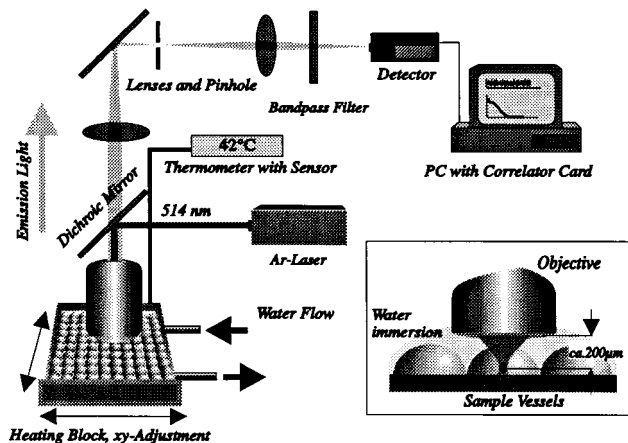 Lenses and Pinhole
Detector
Bandpass Filter
PC with Correlator Card
42°C
Thermometer with Sensor
Emission Light
Dichroic Mirror
514 nm
Ar-Laser
Water Flow
Heating Block, xy-Adjustment
Objective
Water
immersion
ca.200µm
Sample Vessels